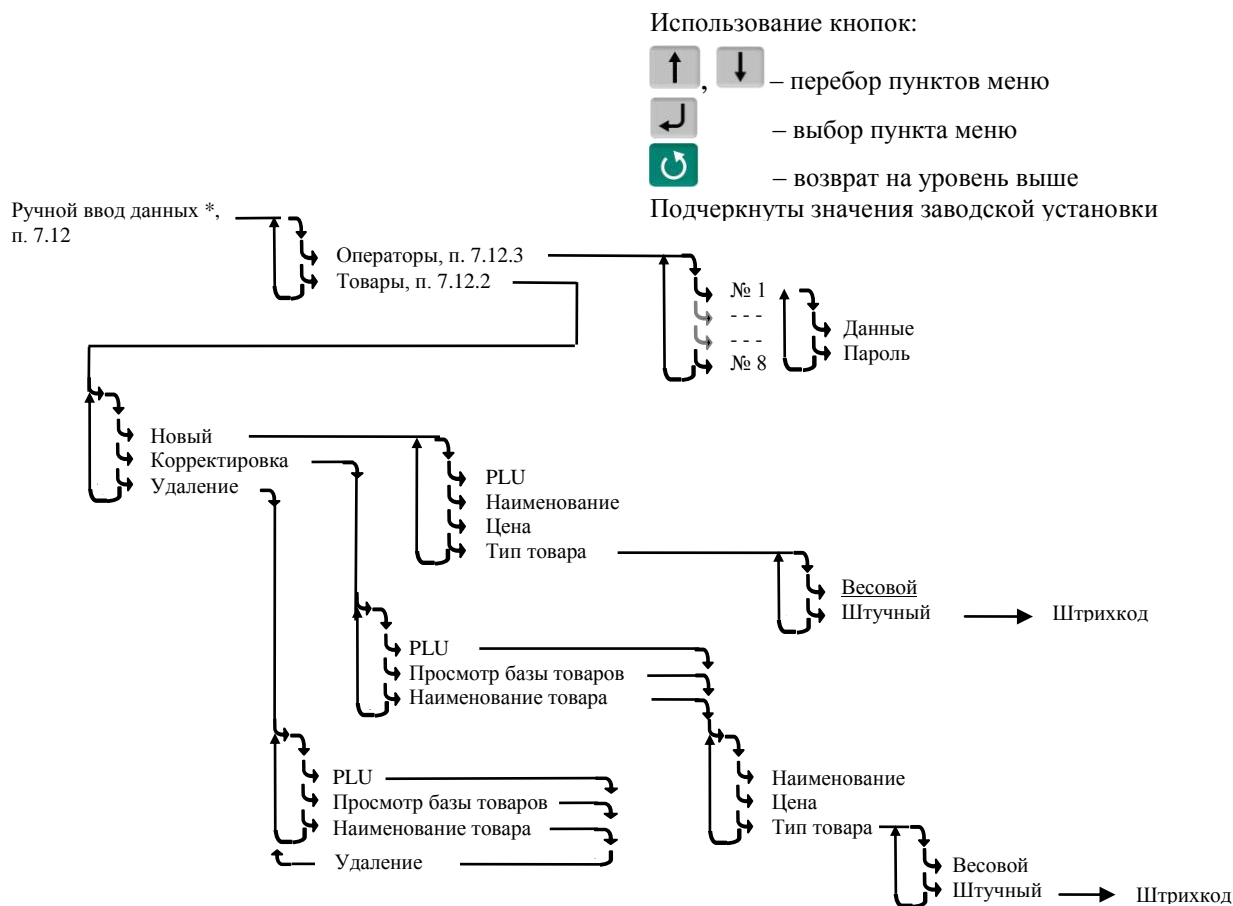 Использование кнопок:
, – перебор пунктов меню
– выбор пункта меню
– возврат на уровень выше
Подчеркнуты значения заводской установки
Ручной ввод данных *,
п. 7.12
Операторы, п. 7.12.3
Товары, п. 7.12.2
№ 1
- - -
- - -
№ 8
Данные
Пароль
Новый
Корректировка
Удаление
PLU
Наименование
Цена
Тип товара
Весовой
Штучный
Штрихкод
PLU
Просмотр базы товаров
Наименование товара
PLU
Просмотр базы товаров
Наименование товара
Удаление
Наименование
Цена
Тип товара
Весовой
Штучный
Штрихкод